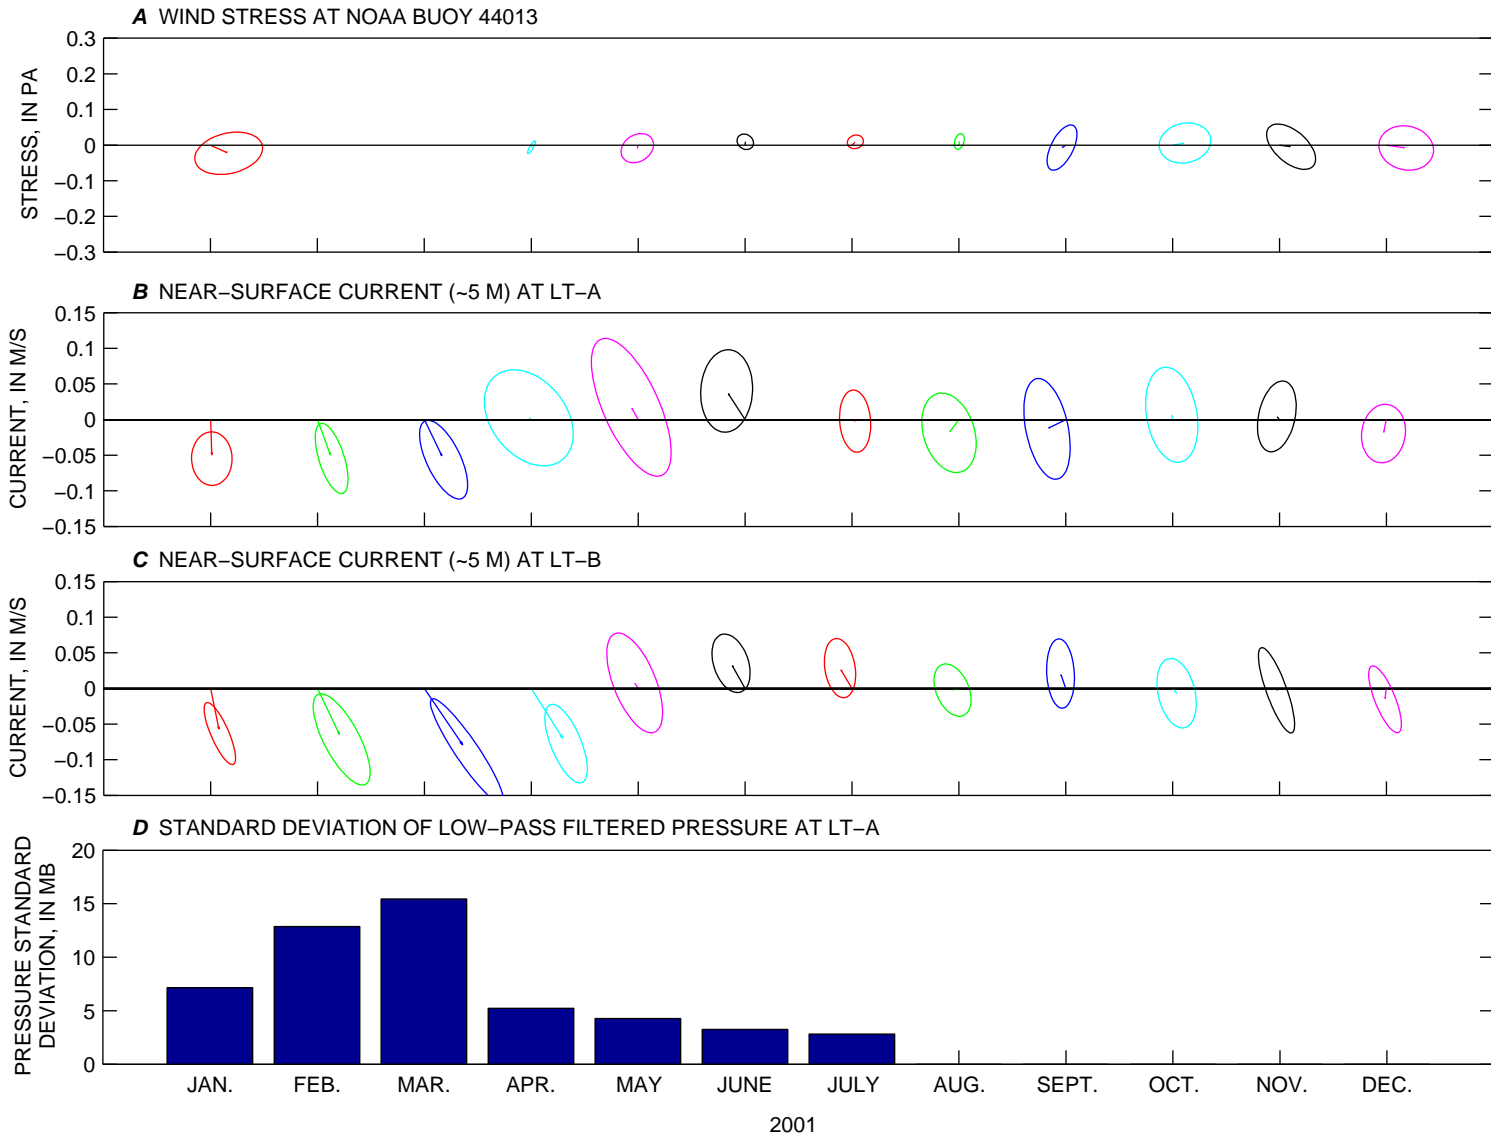 A WIND STRESS AT NOAA BUOY 44013
STRESS, IN PA
0.3
0.2
0.1
0
−0.1
−0.2
−0.3
B NEAR−SURFACE CURRENT (~5 M) AT LT−A
CURRENT, IN M/S
0.15
0.1
0.05
0
−0.05
−0.1
−0.15
C NEAR−SURFACE CURRENT (~5 M) AT LT−B
CURRENT, IN M/S
0.15
0.1
0.05
0
−0.05
−0.1
−0.15
D STANDARD DEVIATION OF LOW−PASS FILTERED PRESSURE AT LT−A
PRESSURE STANDARD
DEVIATION, IN MB
20
15
10
5
0
JAN. FEB. MAR. APR. MAY JUNE JULY AUG. SEPT. OCT. NOV. DEC.
2001